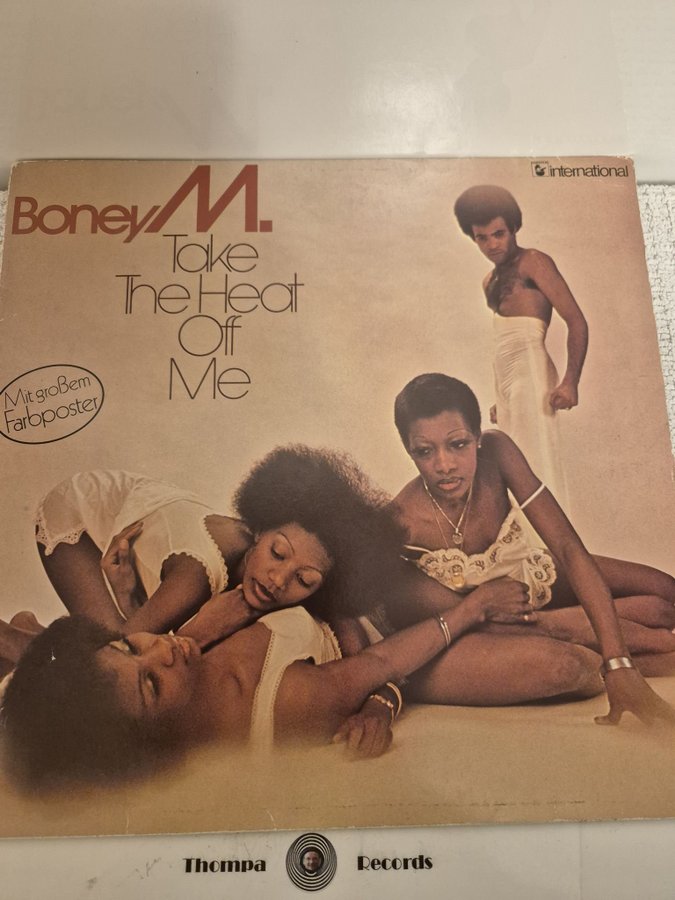 Boney M.
international
Take
The Heat
Off
Me
Mit großem
Farbposter
Thompa Records